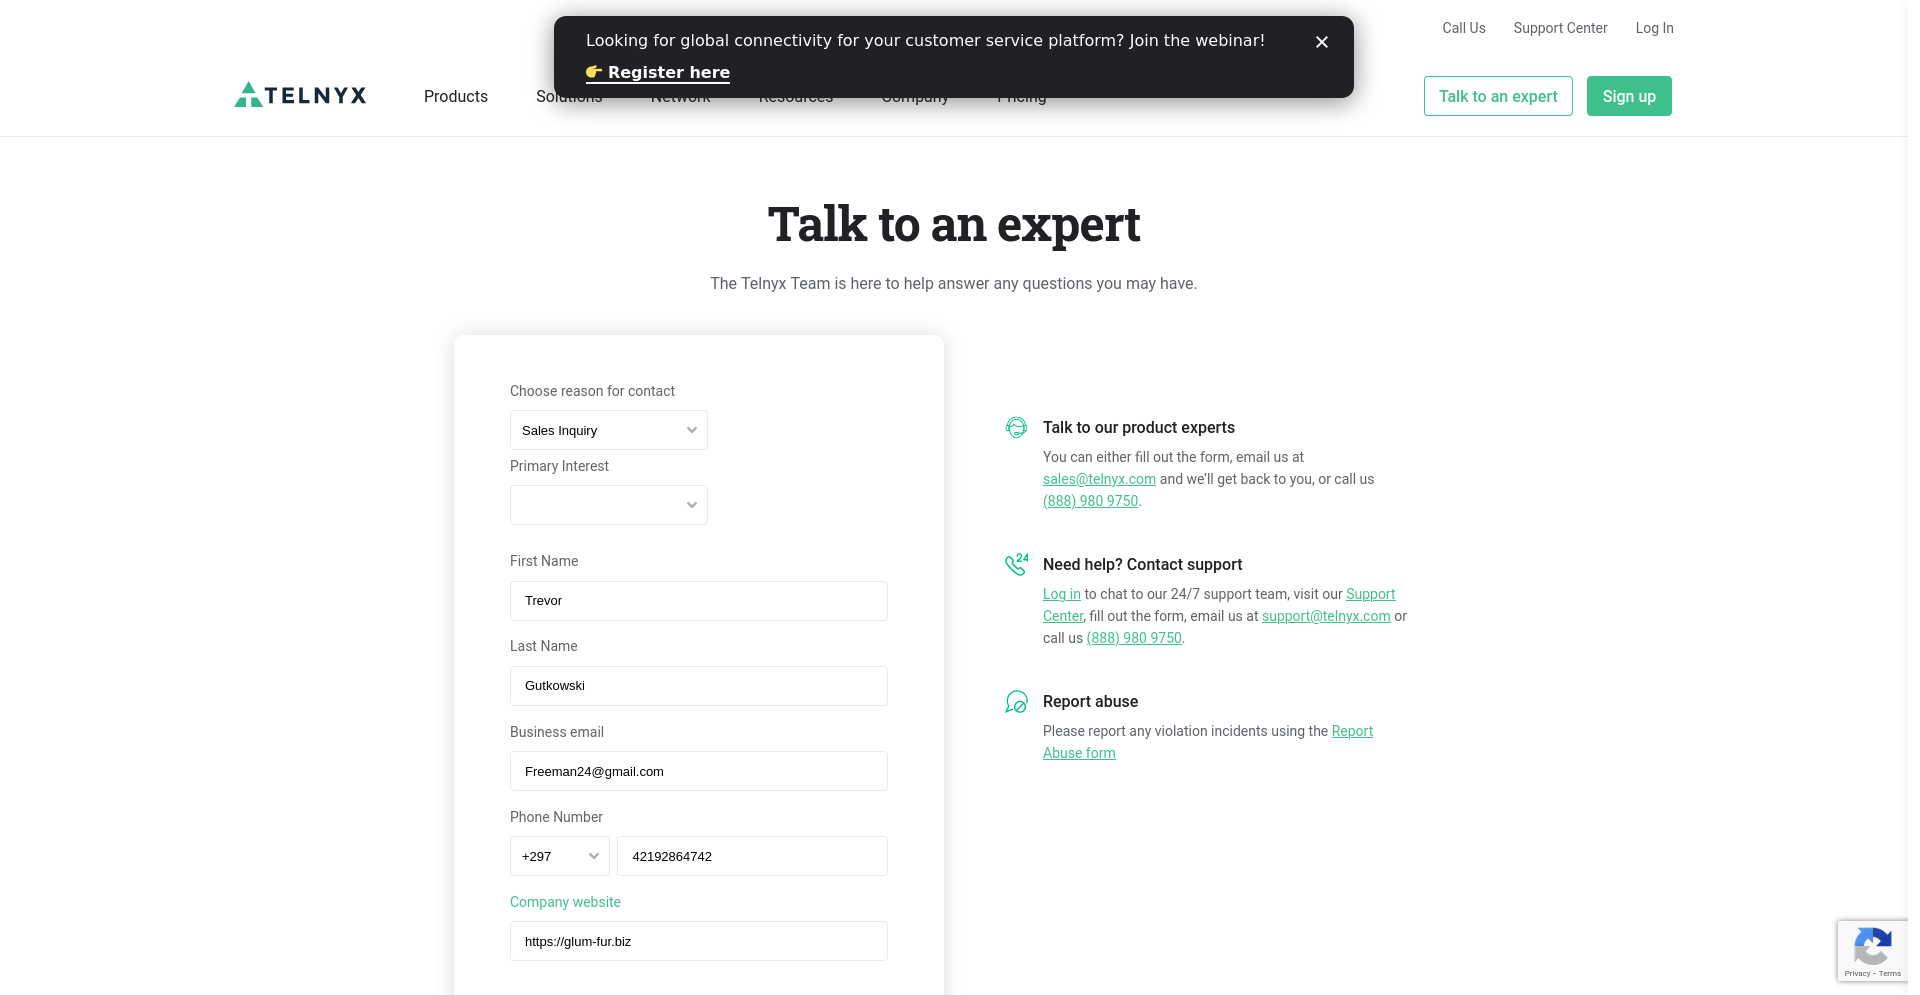 Call Us Support Center Log In
Looking for global connectivity for your customer service platform? Join the webinar!
Register here
TELNYX Products Solutions Network Resources Company Pricing Talk to an expert Sign up
Talk to an expert
The Telnyx Team is here to help answer any questions you may have.
Choose reason for contact
Sales Inquiry
Primary Interest
First Name
Trevor
Last Name
Gutkowski
Business email
Freeman24@gmail.com
Phone Number
+297 42192864742
Company website
https://glum-fur.biz
Talk to our product experts
You can either fill out the form, email us at
sales@telnyx.com and we’ll get back to you, or call us
(888) 980 9750.
24
Need help? Contact support
Log in to chat to our 24/7 support team, visit our Support
Center, fill out the form, email us at support@telnyx.com or
call us (888) 980 9750.
Report abuse
Please report any violation incidents using the Report
Abuse form
Privacy - Terms